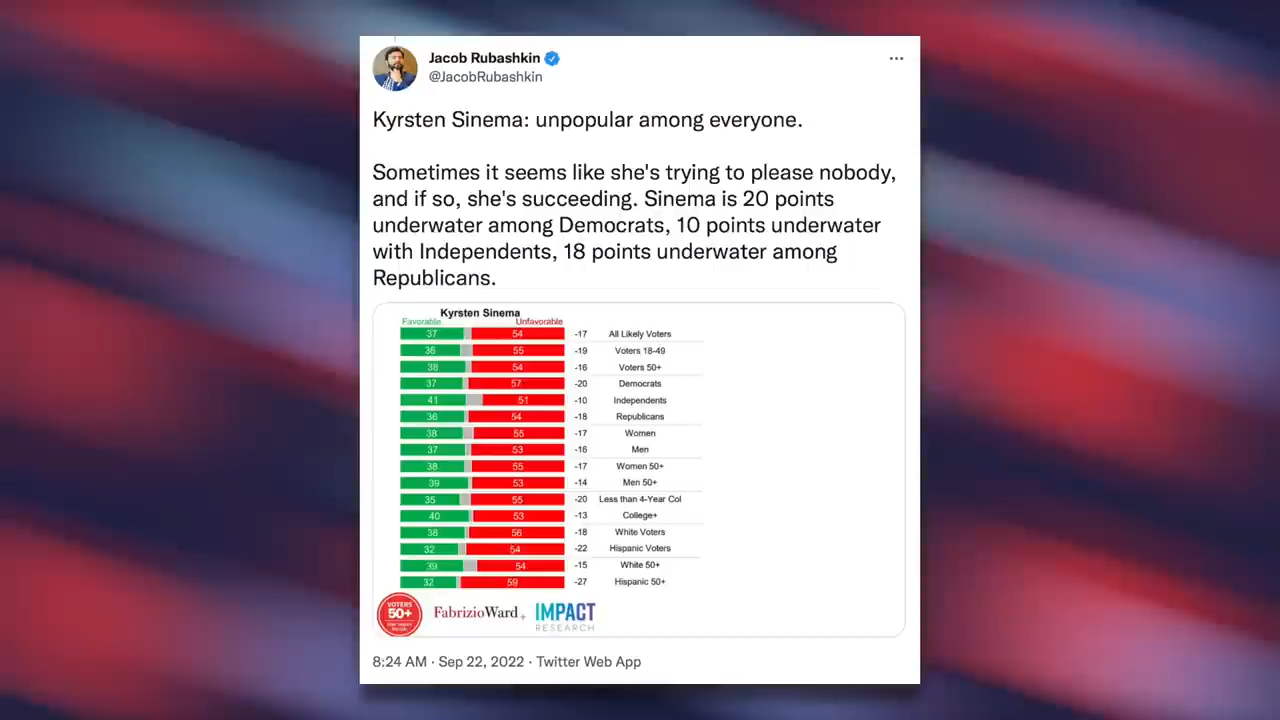 Jacob Rubashkin
@JacobRubashkin
Kyrsten Sinema: unpopular among everyone.
Sometimes it seems like she's trying to please nobody,
and if so, she's succeeding. Sinema is 20 points
underwater among Democrats, 10 points underwater
with Independents, 18 points underwater among
Republicans.
Kyrsten Sinema
Favorable Unfavorable
37 54 -17 All Likely Voters
36 55 -19 Voters 18-49
38 54 -16 Voters 50+
37 57 -20 Democrats
41 51 -10 Independents
36 54 -18 Republicans
38 55 -17 Women
37 53 -16 Men
38 55 -17 Women 50+
39 53 -14 Men 50+
35 55 -20 Less than 4-Year Col
40 53 -13 College+
38 56 -18 White Voters
32 54 -22 Hispanic Voters
39 54 -15 White 50+
32 59 -27 Hispanic 50+
VOTERS
50+
FabrizioWard+
IMPACT
RESEARCH
8:24 AM · Sep 22, 2022 · Twitter Web App